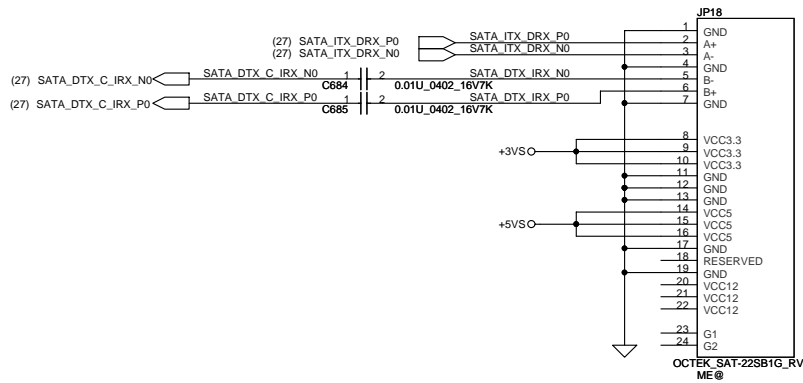 JP18
1 GND
(27) SATA_ITX_DRX_P0 SATA_ITX_DRX_P0 2 A+
(27) SATA_ITX_DRX_N0 SATA_ITX_DRX_N0 3 A-
4 GND
(27) SATA_DTX_C_IRX_N0 SATA_DTX_C_IRX_N0 1 2 SATA_DTX_IRX_N0 5 B-
C684 0.01U_0402_16V7K
6 B+
(27) SATA_DTX_C_IRX_P0 SATA_DTX_C_IRX_P0 1 2 SATA_DTX_IRX_P0 7 GND
C685 0.01U_0402_16V7K
8 VCC3.3
+3VS 9 VCC3.3
10 VCC3.3
11 GND
12 GND
13 GND
14 VCC5
+5VS 15 VCC5
16 VCC5
17 GND
18 RESERVED
19 GND
20 VCC12
21 VCC12
22 VCC12
23 G1
24 G2
OCTEK_SAT-22SB1G_RV
ME@